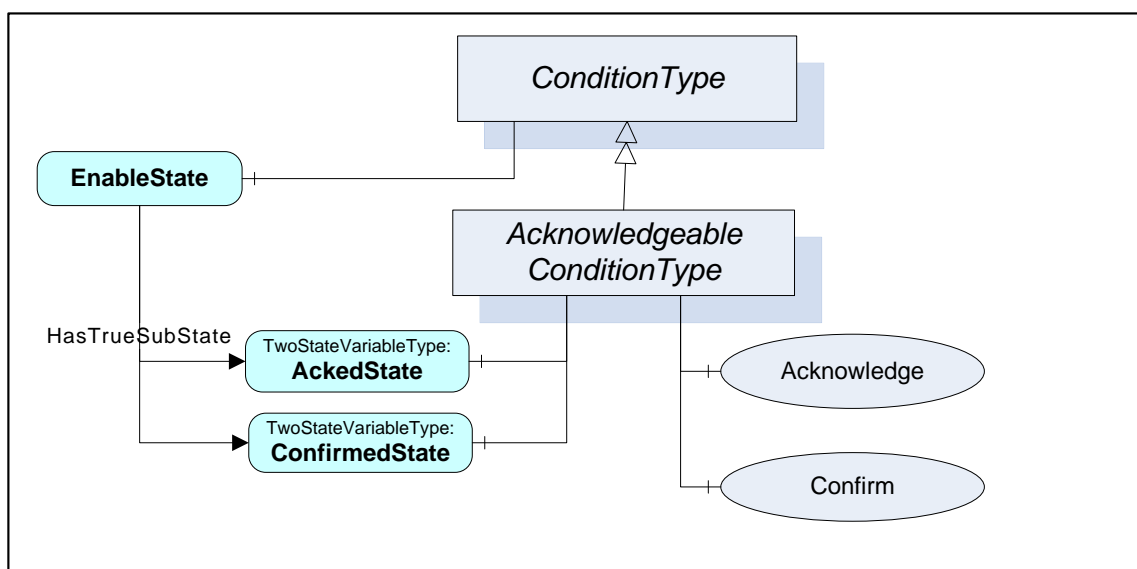 ConditionType
EnableState
Acknowledgeable
ConditionType
HasTrueSubState
TwoStateVariableType:
AckedState
Acknowledge
TwoStateVariableType:
ConfirmedState
Confirm